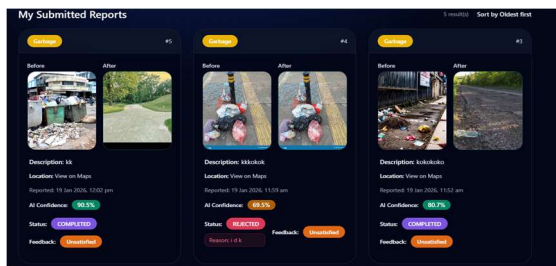 My Submitted Reports
5 result(s) Sort by Oldest first
Garbage #5
Before After
Description: kk
Location: View on Maps
Reported: 19 Jan 2026, 12:02 pm
AI Confidence: 90.5%
Status: COMPLETED
Feedback: Unsatisfied
Garbage #4
Before After
Description: kkkokok
Location: View on Maps
Reported: 19 Jan 2026, 11:59 am
AI Confidence: 69.5%
Status: REJECTED
Reason: i d k
Feedback: Unsatisfied
Garbage #3
Before After
Description: kokokoko
Location: View on Maps
Reported: 19 Jan 2026, 11:52 am
AI Confidence: 80.7%
Status: COMPLETED
Feedback: Unsatisfied